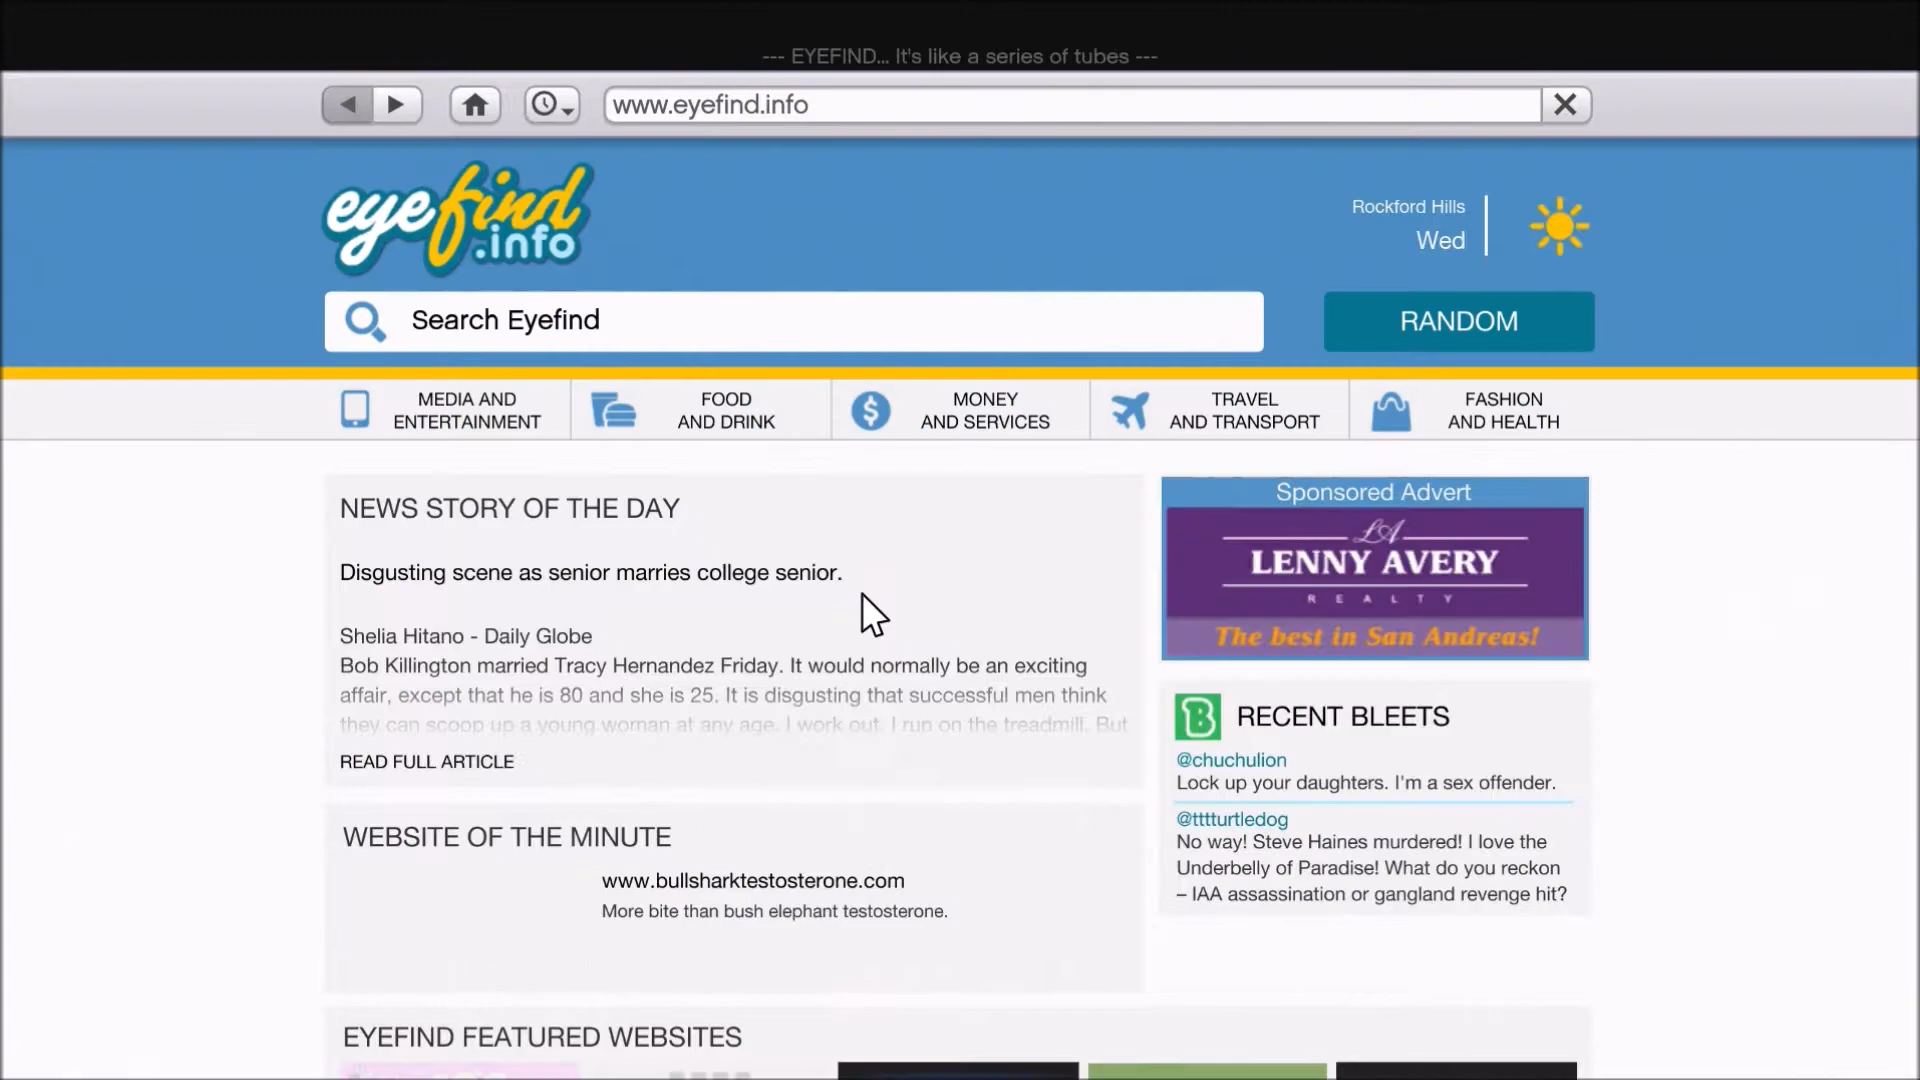 --- EYEFIND... It's like a series of tubes ---
www.eyefind.info
eyefind
.info
Rockford Hills
Wed
Search Eyefind
RANDOM
MEDIA AND
ENTERTAINMENT
FOOD
AND DRINK
MONEY
AND SERVICES
TRAVEL
AND TRANSPORT
FASHION
AND HEALTH
NEWS STORY OF THE DAY
Disgusting scene as senior marries college senior.
Shelia Hitano - Daily Globe
Bob Killington married Tracy Hernandez Friday. It would normally be an exciting
affair, except that he is 80 and she is 25. It is disgusting that successful men think
they can scoop up a young woman at any age. I work out. I run on the treadmill. But
READ FULL ARTICLE
Sponsored Advert
LA
LENNY AVERY
REALTY
The best in San Andreas!
B RECENT BLEETS
@chuchulion
Lock up your daughters. I'm a sex offender.
@tttturtledog
No way! Steve Haines murdered! I love the
Underbelly of Paradise! What do you reckon
– IAA assassination or gangland revenge hit?
WEBSITE OF THE MINUTE
www.bullsharktestosterone.com
More bite than bush elephant testosterone.
EYEFIND FEATURED WEBSITES